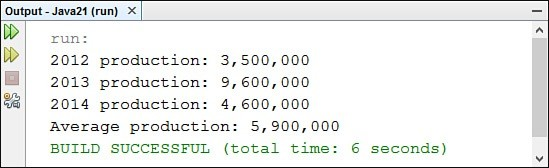 Output - Java21 (run)
run:
2012 production: 3,500,000
2013 production: 9,600,000
2014 production: 4,600,000
Average production: 5,900,000
BUILD SUCCESSFUL (total time: 6 seconds)